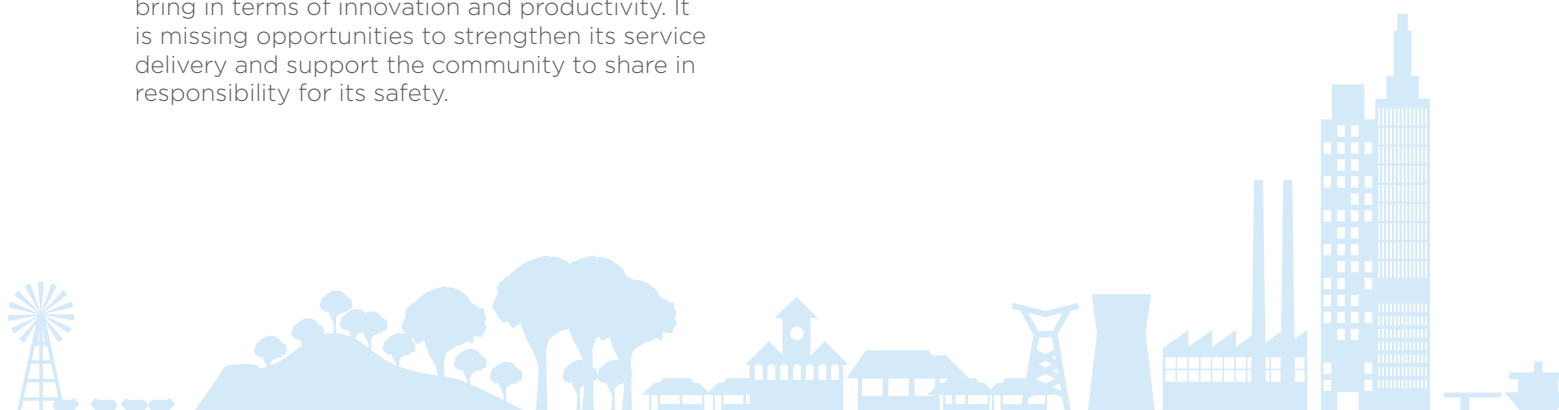 bring in terms of innovation and productivity. It
is missing opportunities to strengthen its service
delivery and support the community to share in
responsibility for its safety.